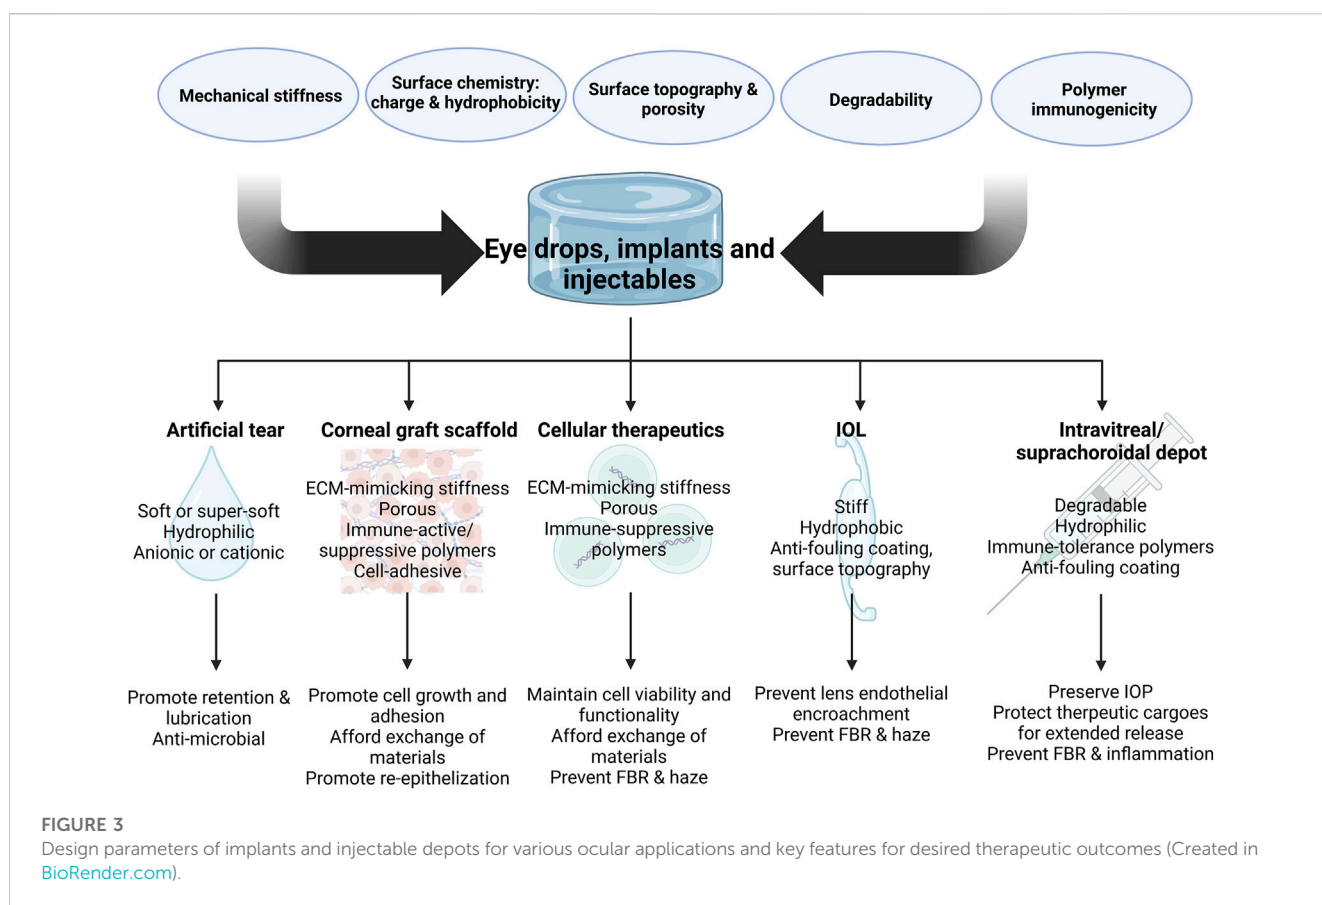 Mechanical stiffness
Surface chemistry:
charge & hydrophobicity
Surface topography &
porosity
Degradability
Polymer
immunogenicity
Eye drops, implants and
injectables
Artificial tear
Soft or super-soft
Hydrophilic
Anionic or cationic
Promote retention &
lubrication
Anti-microbial
Corneal graft scaffold
ECM-mimicking stiffness
Porous
Immune-active/
suppressive polymers
Cell-adhesive
Promote cell growth and
adhesion
Afford exchange of
materials
Promote re-epithelization
Cellular therapeutics
ECM-mimicking stiffness
Porous
Immune-suppressive
polymers
Maintain cell viability and
functionality
Afford exchange of
materials
Prevent FBR & haze
IOL
Stiff
Hydrophobic
Anti-fouling coating,
surface topography
Prevent lens endothelial
encroachment
Prevent FBR & haze
Intravitreal/
suprachoroidal depot
Degradable
Hydrophilic
Immune-tolerance polymers
Anti-fouling coating
Preserve IOP
Protect therpeutic cargoes
for extended release
Prevent FBR & inflammation
FIGURE 3
Design parameters of implants and injectable depots for various ocular applications and key features for desired therapeutic outcomes (Created in
BioRender.com).